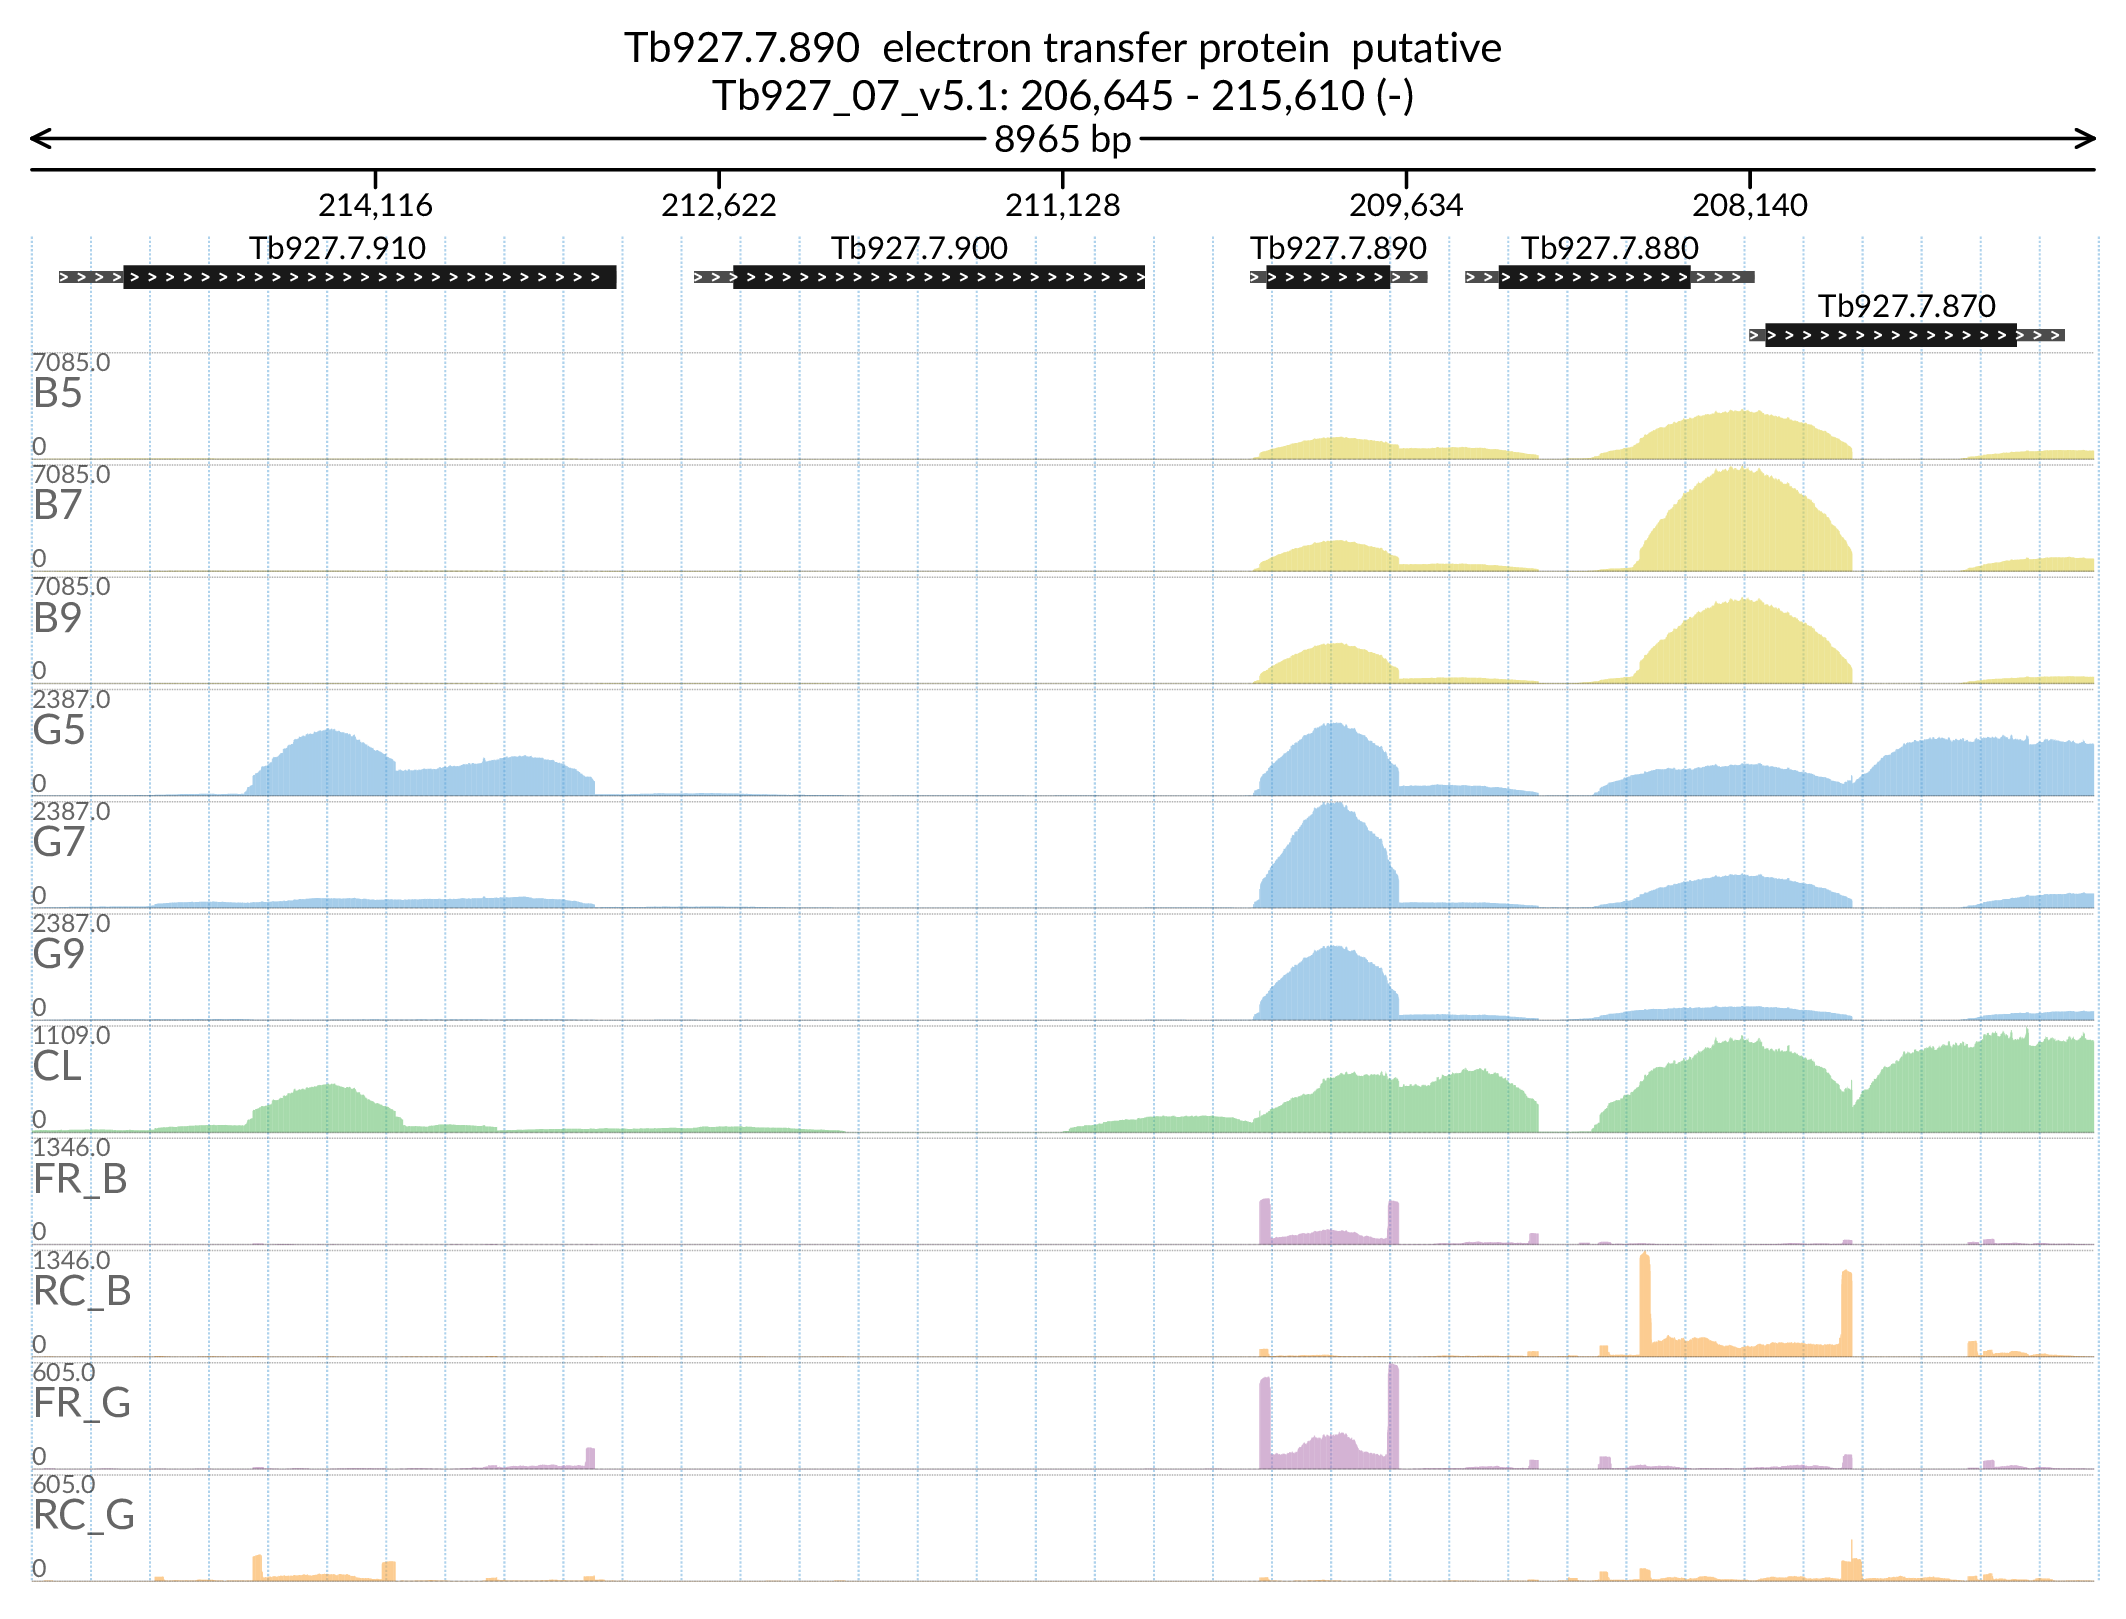 Tb927.7.890  electron transfer protein  putative
Tb927_07_v5.1: 206,645 - 215,610 (-)
8965 bp
214,116 212,622 211,128 209,634 208,140
Tb927.7.910 Tb927.7.900 Tb927.7.890 Tb927.7.880
Tb927.7.870
7085.0
B5
0
7085.0
B7
0
7085.0
B9
0
2387.0
G5
0
2387.0
G7
0
2387.0
G9
0
1109.0
CL
0
1346.0
FR_B
0
1346.0
RC_B
0
605.0
FR_G
0
605.0
RC_G
0